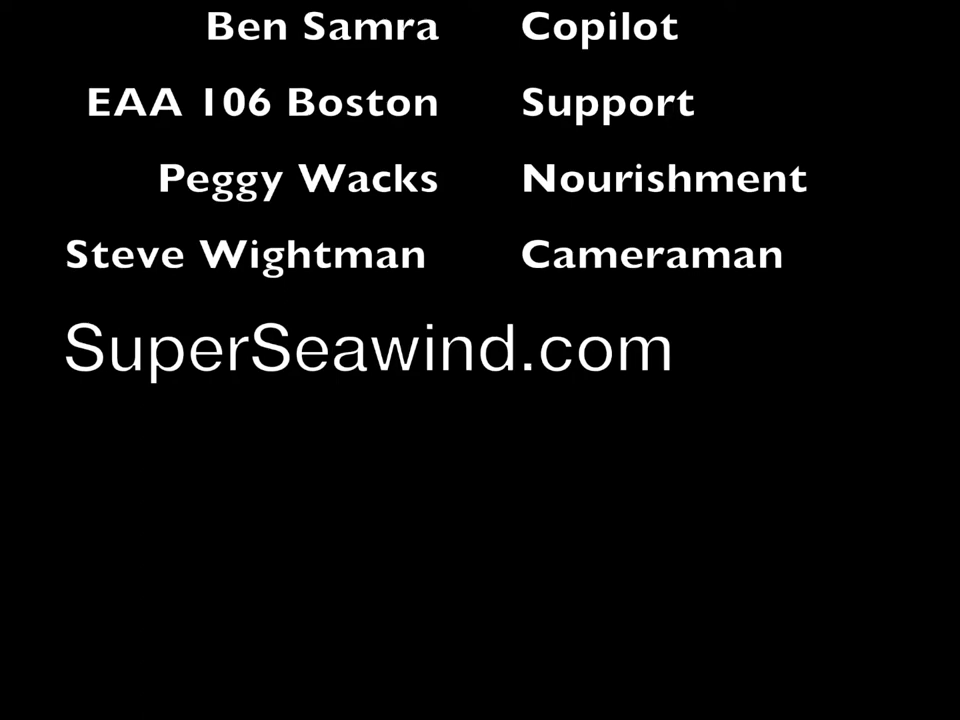 Ben Samra Copilot
EAA 106 Boston Support
Peggy Wacks Nourishment
Steve Wightman Cameraman
SuperSeawind.com